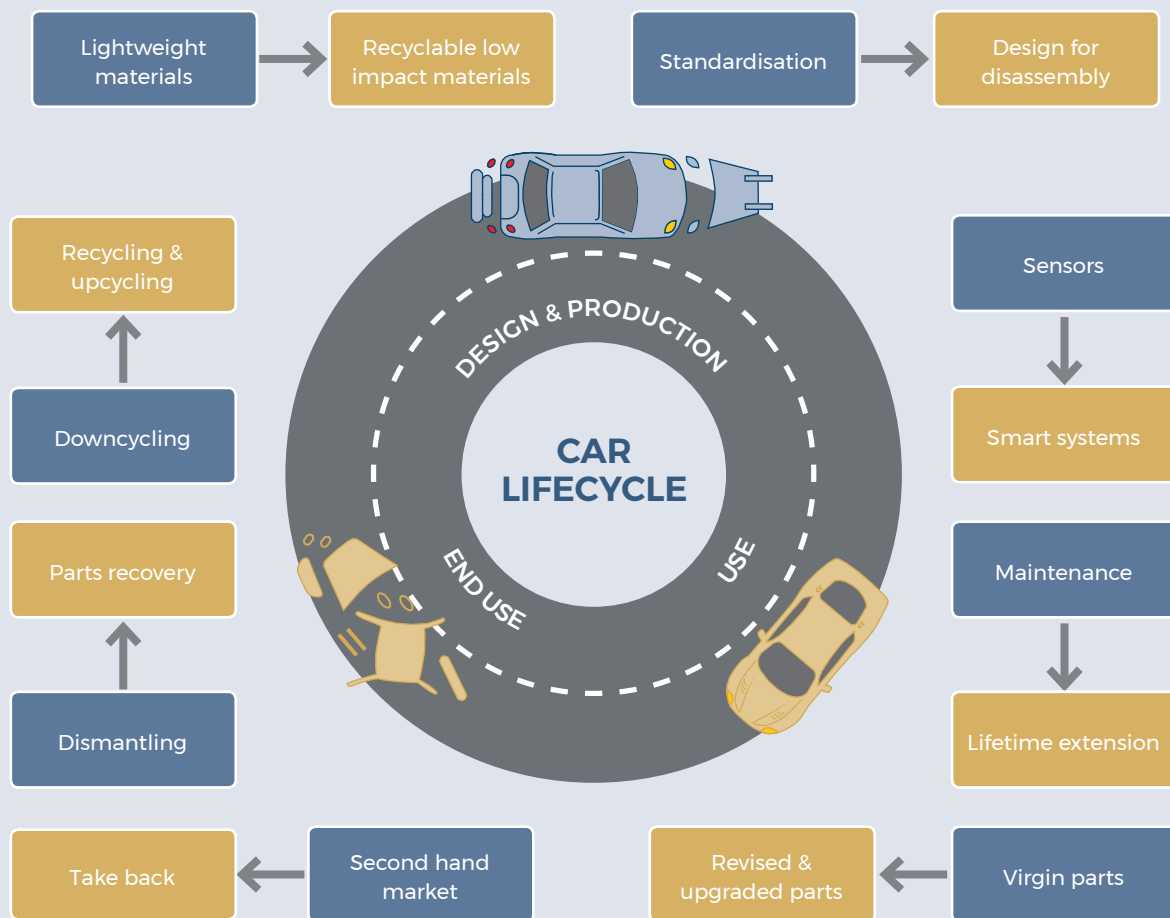 Lightweight
materials
Recyclable low
impact materials
Standardisation
Design for
disassembly
Recycling &
upcycling
Sensors
DESIGN & PRODUCTION
Downcycling
CAR
LIFECYCLE
Smart systems
Parts recovery
END USE
USE
Maintenance
Dismantling
Lifetime extension
Take back
Second hand
market
Revised &
upgraded parts
Virgin parts